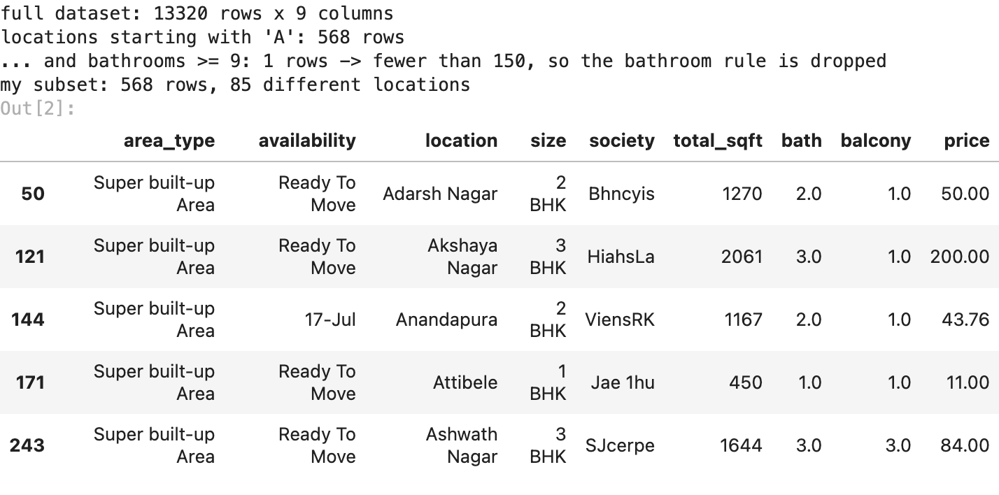 full dataset: 13320 rows x 9 columns
locations starting with 'A': 568 rows
... and bathrooms >= 9: 1 rows -> fewer than 150, so the bathroom rule is dropped
my subset: 568 rows, 85 different locations
Out[2]:
area_type availability location size society total_sqft bath balcony price
50 Super built-up Area Ready To Move Adarsh Nagar 2 BHK Bhncyis 1270 2.0 1.0 50.00
121 Super built-up Area Ready To Move Akshaya Nagar 3 BHK HiahsLa 2061 3.0 1.0 200.00
144 Super built-up Area 17-Jul Anandapura 2 BHK ViensRK 1167 2.0 1.0 43.76
171 Super built-up Area Ready To Move Attibele 1 BHK Jae 1hu 450 1.0 1.0 11.00
243 Super built-up Area Ready To Move Ashwath Nagar 3 BHK SJcerpe 1644 3.0 3.0 84.00